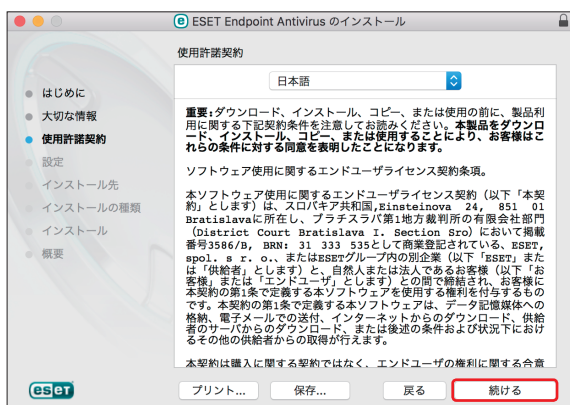 ESET Endpoint Antivirus のインストール
使用許諾契約
日本語
はじめに
大切な情報
使用許諾契約
設定
インストール先
インストールの種類
インストール
概要
重要:ダウンロード、インストール、コピー、または使用の前に、製品利
用に関する下記契約条件を注意してお読みください。本製品をダウンロ
ード、インストール、コピー、または使用することにより、お客様はこ
れらの条件に対する同意を表明したことになります。
ソフトウェア使用に関するエンドユーザーライセンス契約条項。
本ソフトウェア使用に関するエンドユーザライセンス契約（以下「本契
約」とします）は、スロバキア共和国,Einsteinova 24, 851 01
Bratislavaに所在し、ブラチスラバ第1地方裁判所の有限会社部門
（District Court Bratislava I. Section Sro）において掲載
番号3586/B, BRN: 31 333 535として商業登記されている、ESET,
spol. s r. o.、またはESETグループ内の別企業（以下「ESET」また
は「供給者」とします）と、自然人または法人であるお客様（以下「お
客様」または「エンドユーザ」とします）との間で締結され、お客様に
本契約の第1条で定義する本ソフトウェアを使用する権利を付与するもの
です。本契約の第1条で定義する本ソフトウェアは、データ記憶媒体への
格納、電子メールでの送付、インターネットからのダウンロード、供給
者のサーバからのダウンロード、または後述の条件および状況下におけ
るその他の供給者からの取得が行えます。
本契約は購入に関する契約ではなく、エンドユーザの権利に関する合意
eset
プリント...
保存...
戻る
続ける